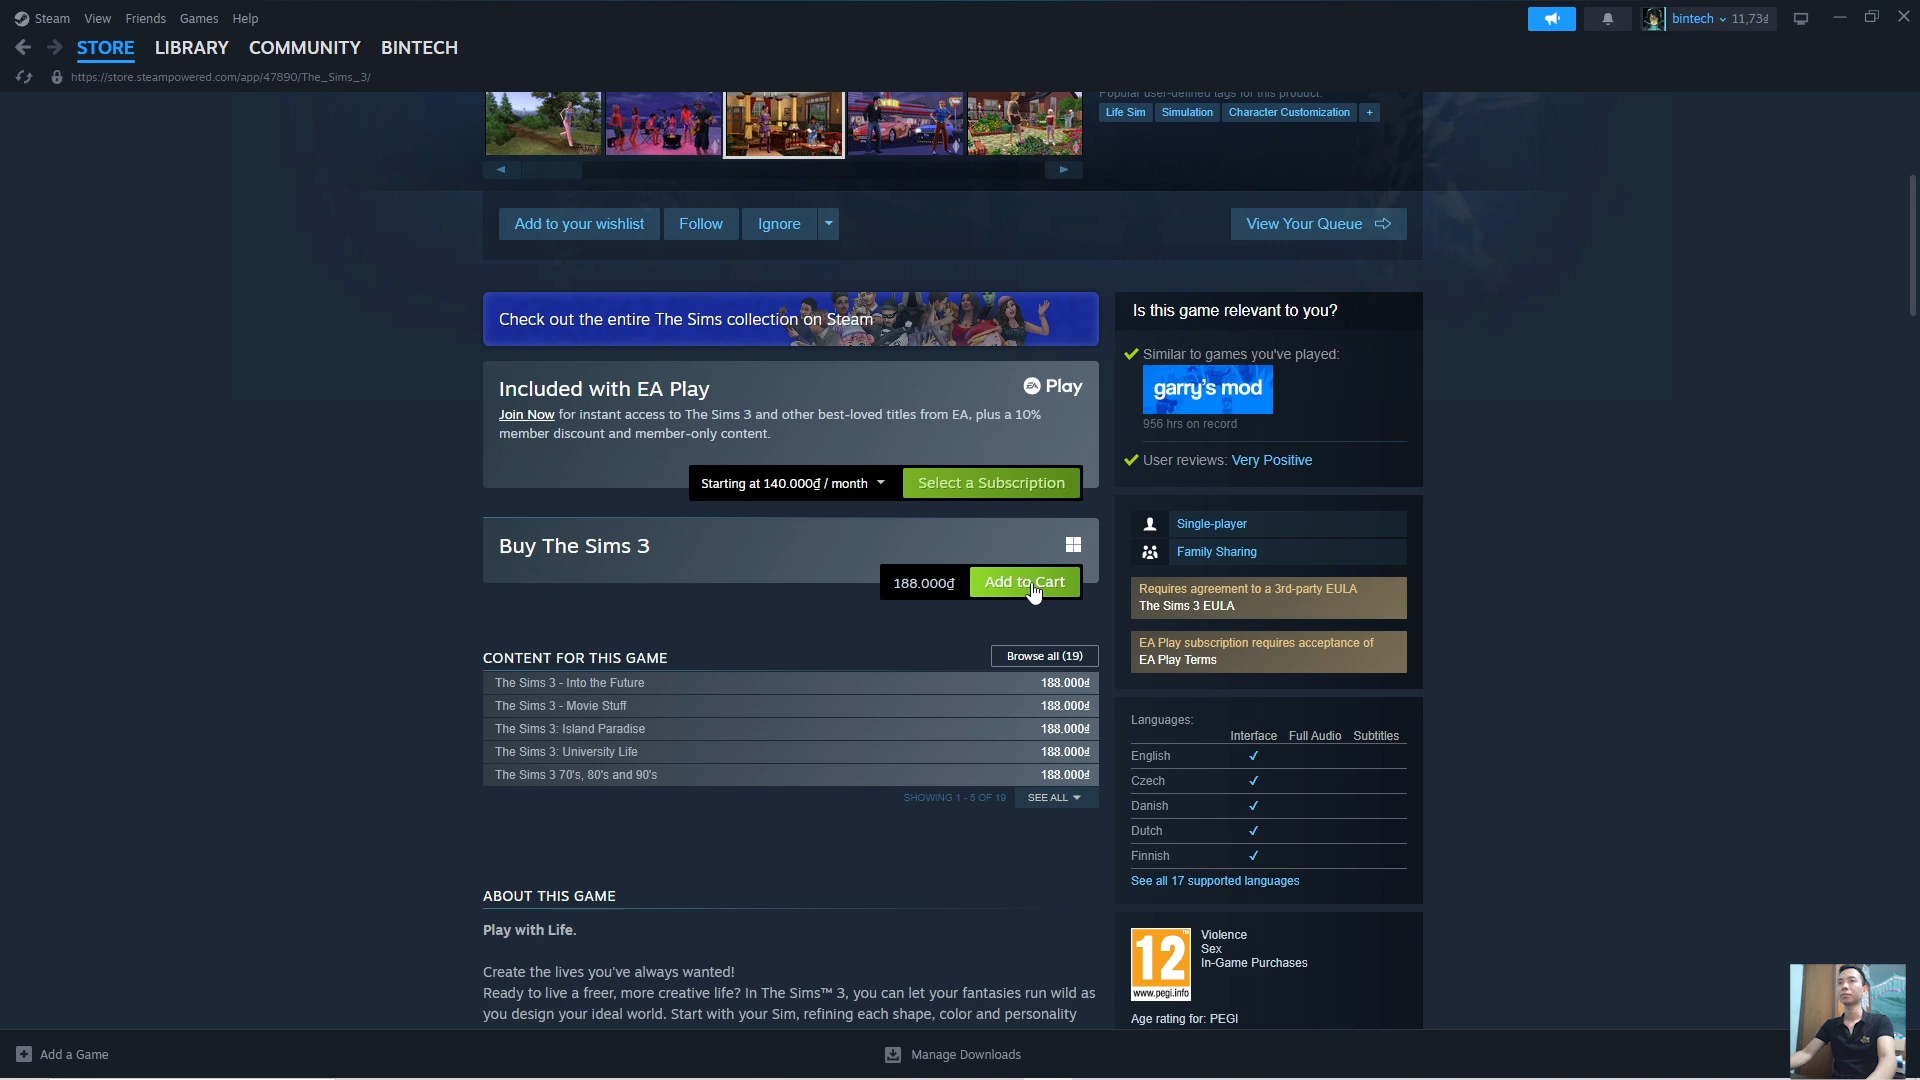 Steam View Friends Games Help
bintech 11,73₫
STORE LIBRARY COMMUNITY BINTECH
https://store.steampowered.com/app/47890/The_Sims_3/
Popular user-defined tags for this product:
Life Sim Simulation Character Customization +
Add to your wishlist Follow Ignore View Your Queue
Check out the entire The Sims collection on Steam
Included with EA Play
EA Play
Join Now for instant access to The Sims 3 and other best-loved titles from EA, plus a 10%
member discount and member-only content.
Starting at 140.000₫ / month Select a Subscription
Buy The Sims 3
188.000₫ Add to Cart
CONTENT FOR THIS GAME Browse all (19)
The Sims 3 - Into the Future 188.000₫
The Sims 3 - Movie Stuff 188.000₫
The Sims 3: Island Paradise 188.000₫
The Sims 3: University Life 188.000₫
The Sims 3 70's, 80's and 90's 188.000₫
SHOWING 1 - 5 OF 19 SEE ALL
ABOUT THIS GAME
Play with Life.
Create the lives you've always wanted!
Ready to live a freer, more creative life? In The Sims™ 3, you can let your fantasies run wild as
you design your ideal world. Start with your Sim, refining each shape, color and personality
Is this game relevant to you?
Similar to games you've played:
garry's mod
956 hrs on record
User reviews: Very Positive
Single-player
Family Sharing
Requires agreement to a 3rd-party EULA
The Sims 3 EULA
EA Play subscription requires acceptance of
EA Play Terms
Languages:
Interface Full Audio Subtitles
English ✓
Czech ✓
Danish ✓
Dutch ✓
Finnish ✓
See all 17 supported languages
12
www.pegi.info
Violence
Sex
In-Game Purchases
Age rating for: PEGI
Add a Game Manage Downloads